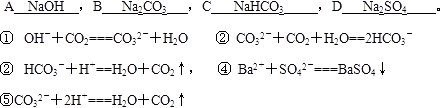 A NaOH ，B Na₂CO₃ ，C NaHCO₃ ，D Na₂SO₄ 。
① OH⁻＋CO₂===CO₃²⁻＋H₂O ② CO₃²⁻＋CO₂＋H₂O==2HCO₃⁻
② HCO₃⁻＋H⁻==H₂O＋CO₂↑， ④ Ba²⁺＋SO₄²⁻===BaSO₄↓
⑤CO₃²⁻＋2H⁻===H₂O＋CO₂↑